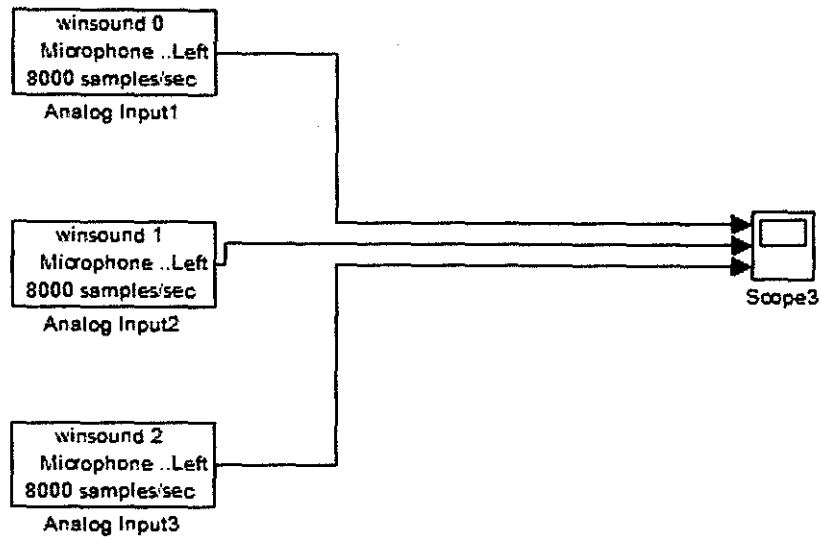 winsound 0
Microphone ..Left
8000 samples/sec
Analog Input1
winsound 1
Microphone ..Left
8000 samples/sec
Analog Input2
Scope3
winsound 2
Microphone ..Left
8000 samples/sec
Analog Input3